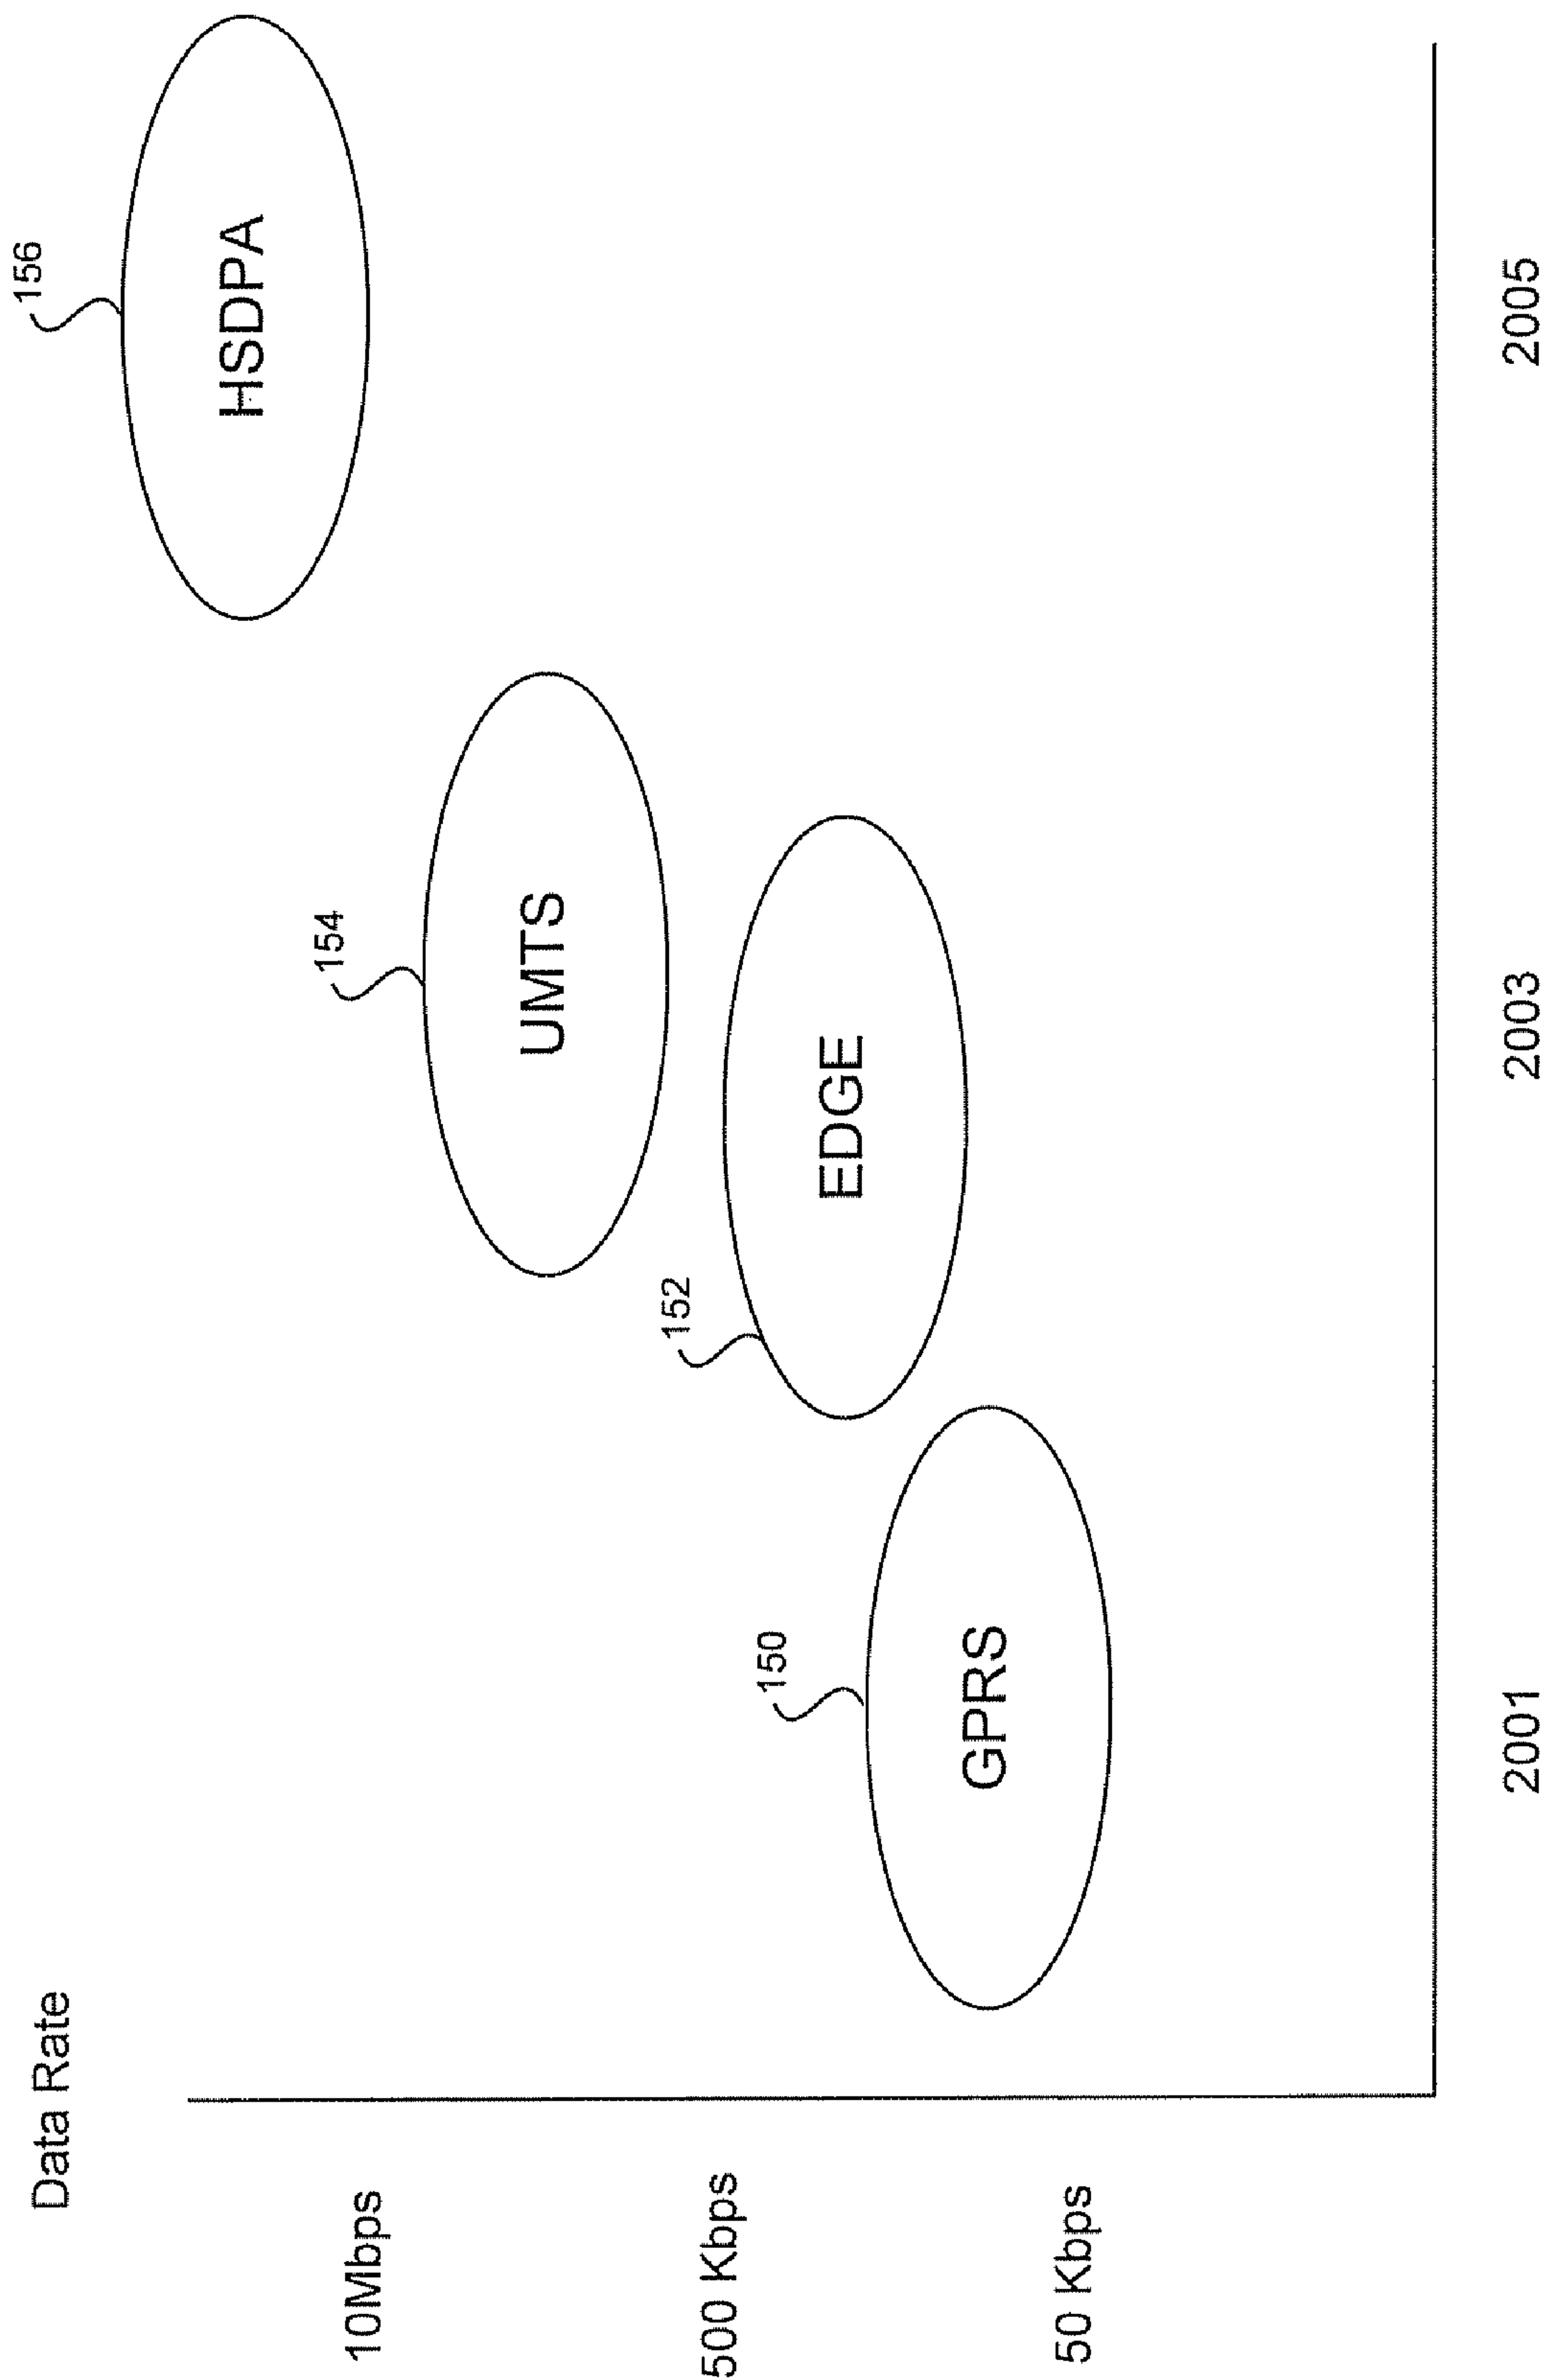 Data Rate
156
HSDPA
10Mbps
154
UMTS
500 Kbps
152
EDGE
150
GPRS
50 Kbps
2001
2003
2005